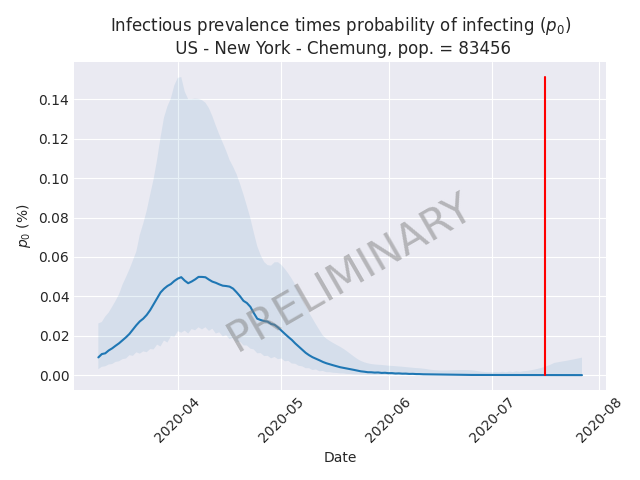 Infectious prevalence times probability of infecting (p₀)
US - New York - Chemung, pop. = 83456
0.14
0.12
0.10
0.08
0.06
0.04
0.02
0.00
p₀ (%)
PRELIMINARY
2020-04
2020-05
2020-06
2020-07
2020-08
Date